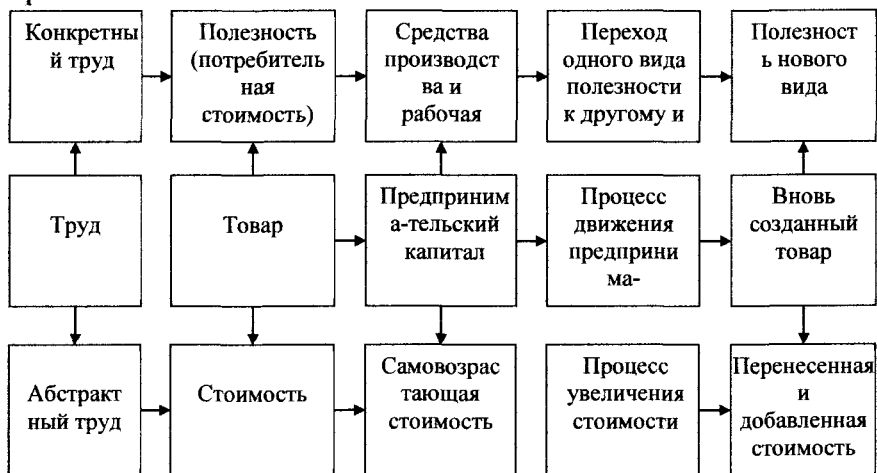 Конкретны
й труд
Полезность
(потребитель
ная
стоимость)
Средства
производст
ва и
рабочая
Переход
одного вида
полезности
к другому и
Полезност
ь нового
вида
Труд
Товар
Предприним
а-тельский
капитал
Процесс
движения
предприни
ма-
Вновь
созданный
товар
Абстракт
ный труд
Стоимость
Самовозрас
тающая
стоимость
Процесс
увеличения
стоимости
Перенесенная
и
добавленная
стоимость